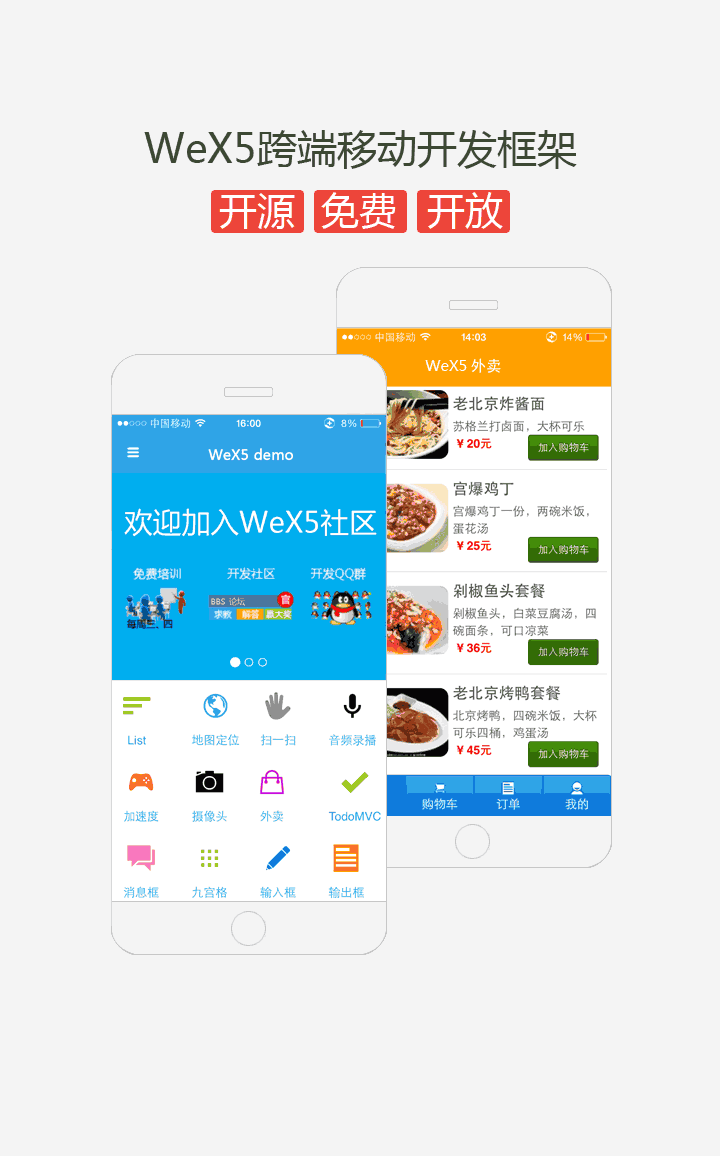 WeX5跨端移动开发框架
开源 免费 开放
中国移动 14:03 14%
WeX5 外卖
老北京炸酱面
苏格兰打卤面，大杯可乐
¥ 20元
加入购物车
宫爆鸡丁
宫爆鸡丁一份，两碗米饭，
蛋花汤
¥ 25元
加入购物车
剁椒鱼头套餐
剁椒鱼头，白菜豆腐汤，四
碗面条，可口凉菜
¥ 36元
加入购物车
老北京烤鸭套餐
北京烤鸭，四碗米饭，大杯
可乐四桶，鸡蛋汤
¥ 45元
加入购物车
购物车 订单 我的
中国移动 16:00 8%
WeX5 demo
欢迎加入WeX5社区
免费培训 开发社区 开发QQ群
每周三、四
BBS 论坛 官
求教 解答 赢大奖
List 地图定位 扫一扫 音频录播
加速度 摄像头 外卖 TodoMVC
消息框 九宫格 输入框 输出框